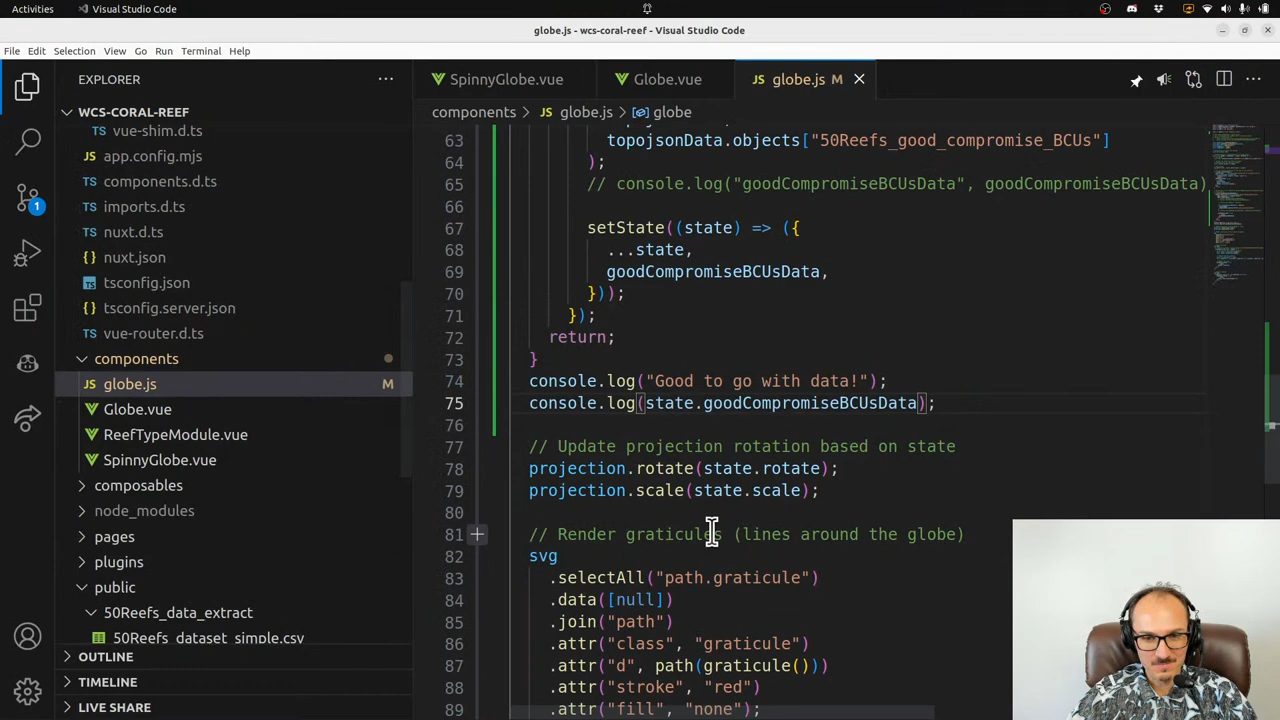 Activities
Visual Studio Code
globe.js - wcs-coral-reef - Visual Studio Code
File Edit Selection View Go Run Terminal Help
EXPLORER
SpinnyGlobe.vue
Globe.vue
JS globe.js M
WCS-CORAL-REEF
components > JS globe.js > globe
vue-shim.d.ts
app.config.mjs
components.d.ts
imports.d.ts
nuxt.d.ts
nuxt.json
tsconfig.json
tsconfig.server.json
vue-router.d.ts
components
JS globe.js M
Globe.vue
ReefTypeModule.vue
SpinnyGlobe.vue
composables
node_modules
pages
plugins
public
50Reefs_data_extract
50Reefs_dataset_simple.csv
OUTLINE
TIMELINE
LIVE SHARE
1
63 topojsonData.objects["50Reefs_good_compromise_BCUs"]
64 );
65 // console.log("goodCompromiseBCUsData", goodCompromiseBCUsData)
66
67 setState((state) => ({
68 ...state,
69 goodCompromiseBCUsData,
70 }));
71 });
72 return;
73 }
74 console.log("Good to go with data!");
75 console.log(state.goodCompromiseBCUsData);
76
77 // Update projection rotation based on state
78 projection.rotate(state.rotate);
79 projection.scale(state.scale);
80
81 // Render graticules (lines around the globe)
82 svg
83 .selectAll("path.graticule")
84 .data([null])
85 .join("path")
86 .attr("class", "graticule")
87 .attr("d", path(graticule()))
88 .attr("stroke", "red")
89 .attr("fill", "none");